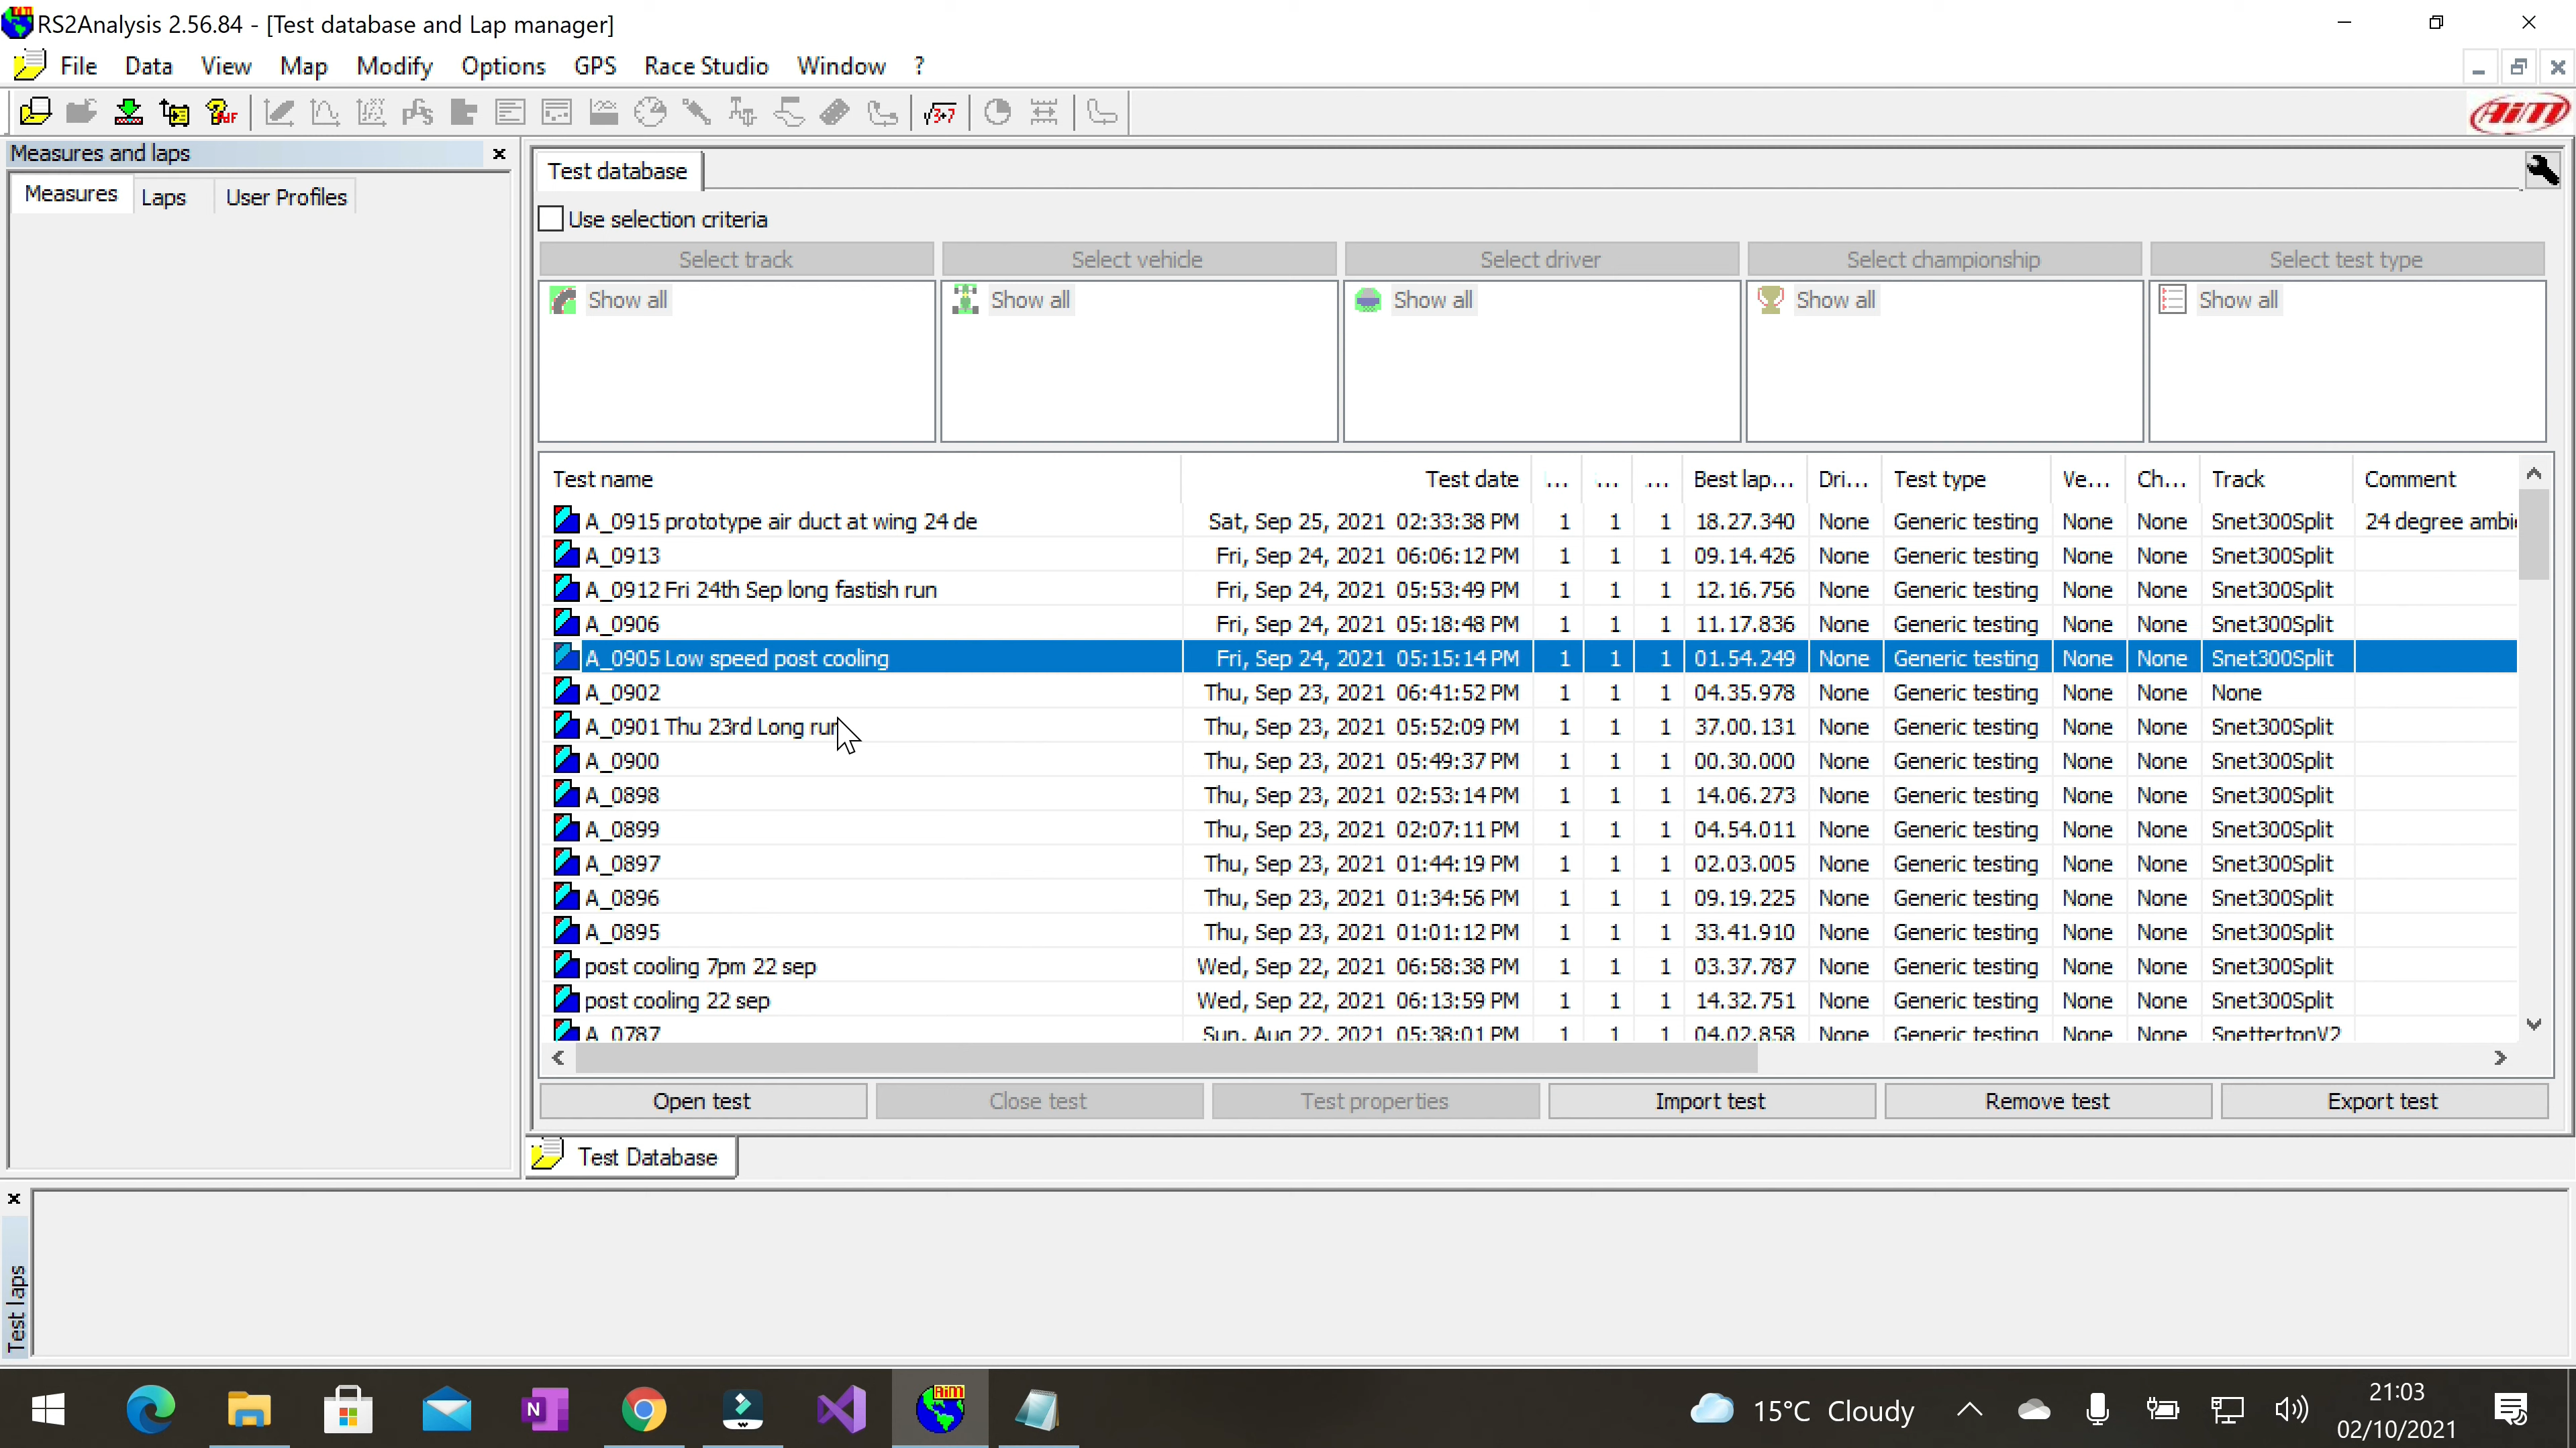 RS2Analysis 2.56.84 - [Test database and Lap manager]
File Data View Map Modify Options GPS Race Studio Window ?
AiM
Measures and laps
Measures Laps User Profiles
Test database
Use selection criteria
Select track Select vehicle Select driver Select championship Select test type
Show all Show all Show all Show all Show all
Test name Test date ... ... ... Best lap... Dri... Test type Ve... Ch... Track Comment
A_0915 prototype air duct at wing 24 de Sat, Sep 25, 2021 02:33:38 PM 1 1 1 18.27.340 None Generic testing None None Snet300Split 24 degree ambi
A_0913 Fri, Sep 24, 2021 06:06:12 PM 1 1 1 09.14.426 None Generic testing None None Snet300Split
A_0912 Fri 24th Sep long fastish run Fri, Sep 24, 2021 05:53:49 PM 1 1 1 12.16.756 None Generic testing None None Snet300Split
A_0906 Fri, Sep 24, 2021 05:18:48 PM 1 1 1 11.17.836 None Generic testing None None Snet300Split
A_0905 Low speed post cooling Fri, Sep 24, 2021 05:15:14 PM 1 1 1 01.54.249 None Generic testing None None Snet300Split
A_0902 Thu, Sep 23, 2021 06:41:52 PM 1 1 1 04.35.978 None Generic testing None None None
A_0901 Thu 23rd Long run Thu, Sep 23, 2021 05:52:09 PM 1 1 1 37.00.131 None Generic testing None None Snet300Split
A_0900 Thu, Sep 23, 2021 05:49:37 PM 1 1 1 00.30.000 None Generic testing None None Snet300Split
A_0898 Thu, Sep 23, 2021 02:53:14 PM 1 1 1 14.06.273 None Generic testing None None Snet300Split
A_0899 Thu, Sep 23, 2021 02:07:11 PM 1 1 1 04.54.011 None Generic testing None None Snet300Split
A_0897 Thu, Sep 23, 2021 01:44:19 PM 1 1 1 02.03.005 None Generic testing None None Snet300Split
A_0896 Thu, Sep 23, 2021 01:34:56 PM 1 1 1 09.19.225 None Generic testing None None Snet300Split
A_0895 Thu, Sep 23, 2021 01:01:12 PM 1 1 1 33.41.910 None Generic testing None None Snet300Split
post cooling 7pm 22 sep Wed, Sep 22, 2021 06:58:38 PM 1 1 1 03.37.787 None Generic testing None None Snet300Split
post cooling 22 sep Wed, Sep 22, 2021 06:13:59 PM 1 1 1 14.32.751 None Generic testing None None Snet300Split
A_0787 Sun, Aug 22, 2021 05:38:01 PM 1 1 1 04.02.858 None Generic testing None None SnettertonV2
Open test Close test Test properties Import test Remove test Export test
Test Database
Test laps
15°C Cloudy
21:03
02/10/2021